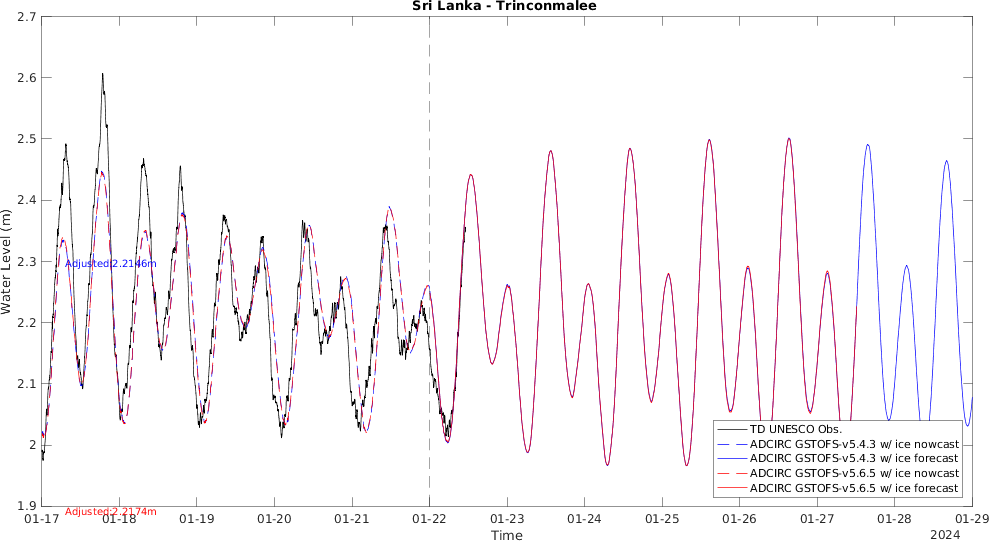 Sri Lanka - Trinconmalee
2.7
2.6
2.5
2.4
2.3
2.2
2.1
2
1.9
Water Level (m)
Adjusted:2.2146m
Adjusted:2.2174m
TD UNESCO Obs.
ADCIRC GSTOFS-v5.4.3 w/ ice nowcast
ADCIRC GSTOFS-v5.4.3 w/ ice forecast
ADCIRC GSTOFS-v5.6.5 w/ ice nowcast
ADCIRC GSTOFS-v5.6.5 w/ ice forecast
01-17 01-18 01-19 01-20 01-21 01-22 01-23 01-24 01-25 01-26 01-27 01-28 01-29
Time
2024